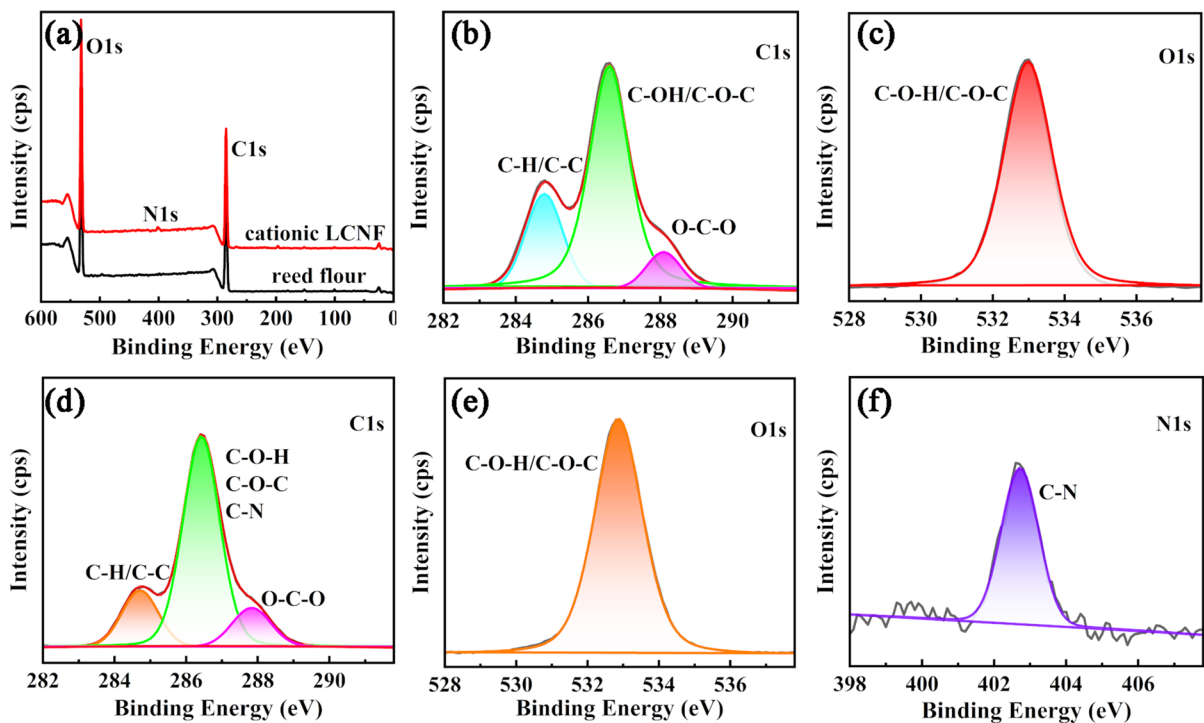 (a)
O1s
C1s
N1s
cationic LCNF
reed flour
Intensity (cps)
600 500 400 300 200 100 0
Binding Energy (eV)
(b)
C1s
C-OH/C-O-C
C-H/C-C
O-C-O
Intensity (cps)
282 284 286 288 290
Binding Energy (eV)
(c)
O1s
C-O-H/C-O-C
Intensity (cps)
528 530 532 534 536
Binding Energy (eV)
(d)
C1s
C-O-H
C-O-C
C-N
C-H/C-C
O-C-O
Intensity (cps)
282 284 286 288 290
Binding Energy (eV)
(e)
O1s
C-O-H/C-O-C
Intensity (cps)
528 530 532 534 536
Binding Energy (eV)
(f)
N1s
C-N
Intensity (cps)
398 400 402 404 406
Binding Energy (eV)